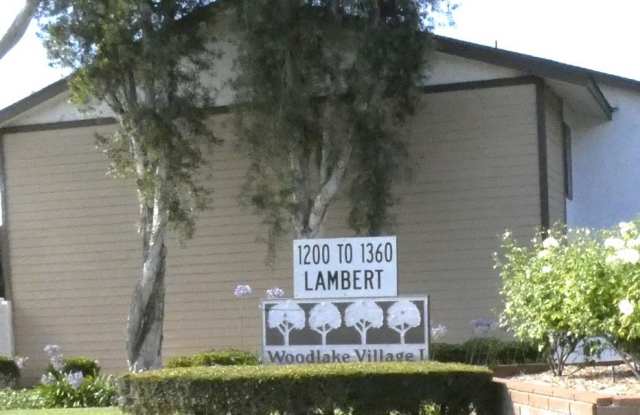 1200 TO 1360
LAMBERT
Woodlake Village I